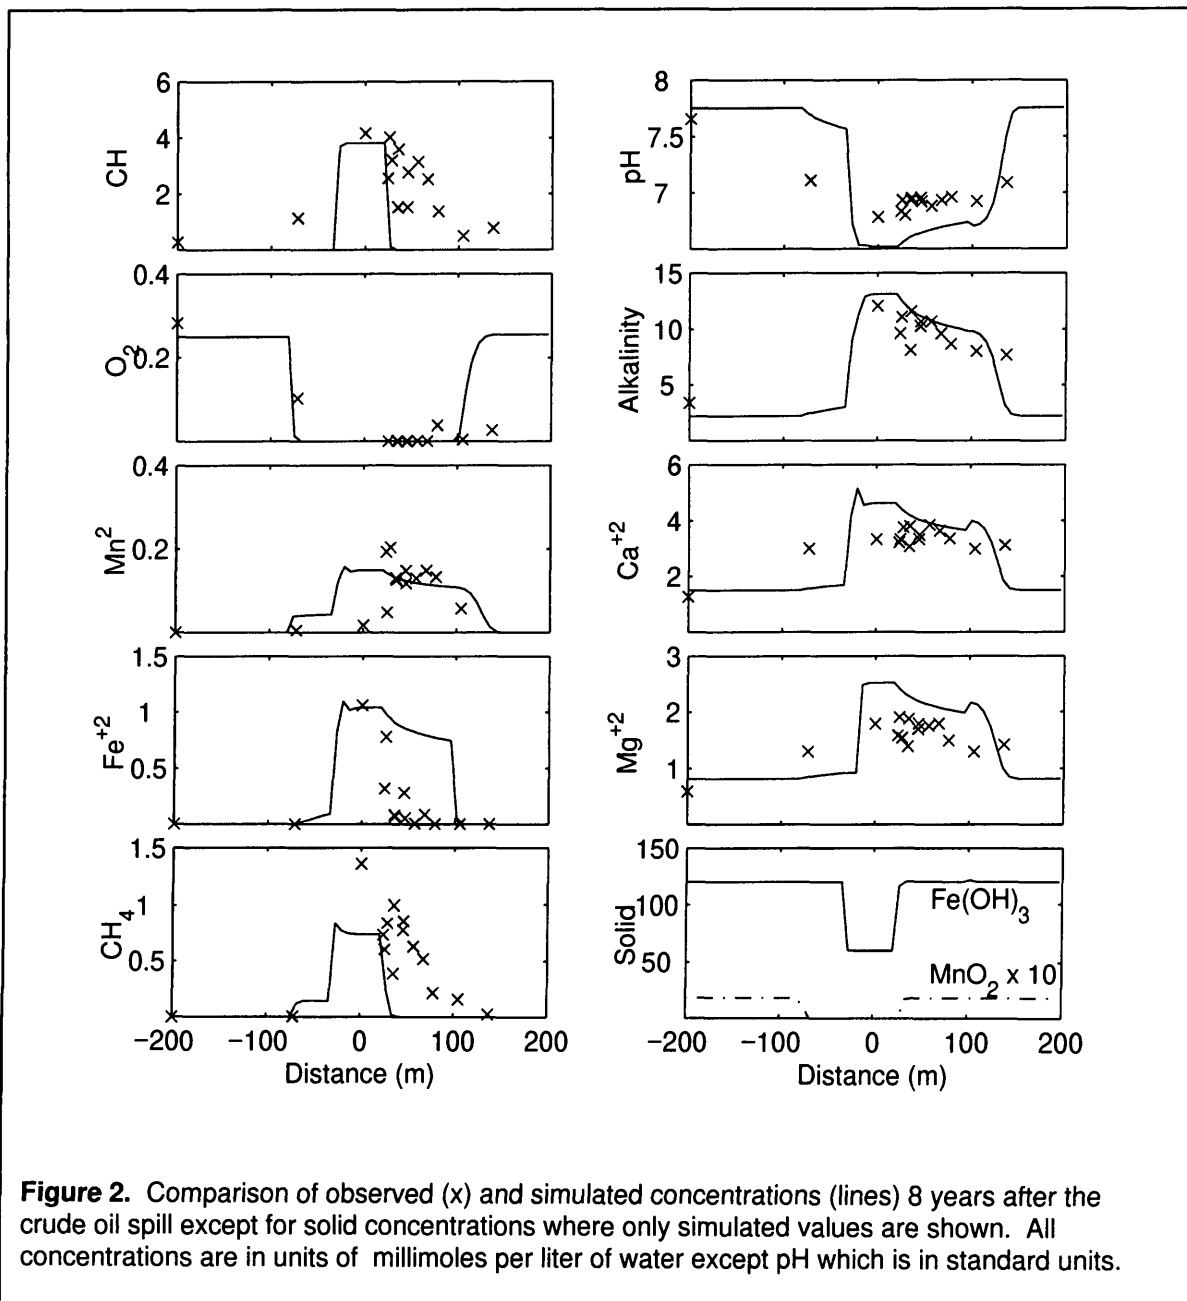 CH
6
4
2
pH
8
7.5
7
O2
0.4
0.2
Alkalinity
15
10
5
Mn2
0.4
0.2
Ca+2
6
4
2
Fe+2
1.5
1
0.5
Mg+2
3
2
1
CH4
1.5
1
0.5
−200 −100 0 100 200
Distance (m)
Solid
150
100
50
Fe(OH)3
MnO2 x 10
−200 −100 0 100 200
Distance (m)
Figure 2. Comparison of observed (x) and simulated concentrations (lines) 8 years after the
crude oil spill except for solid concentrations where only simulated values are shown. All
concentrations are in units of millimoles per liter of water except pH which is in standard units.